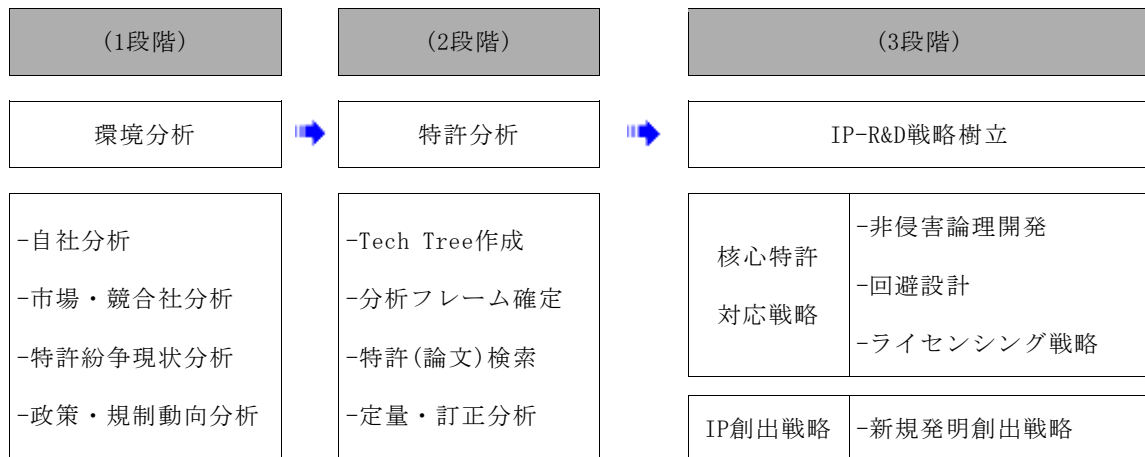 (1段階)
(2段階)
(3段階)
環境分析
特許分析
IP-R&D戦略樹立
-自社分析
-市場・競合社分析
-特許紛争現状分析
-政策・規制動向分析
-Tech Tree作成
-分析フレーム確定
-特許(論文)検索
-定量・訂正分析
核心特許
対応戦略
-非侵害論理開発
-回避設計
-ライセンシング戦略
IP創出戦略
-新規発明創出戦略